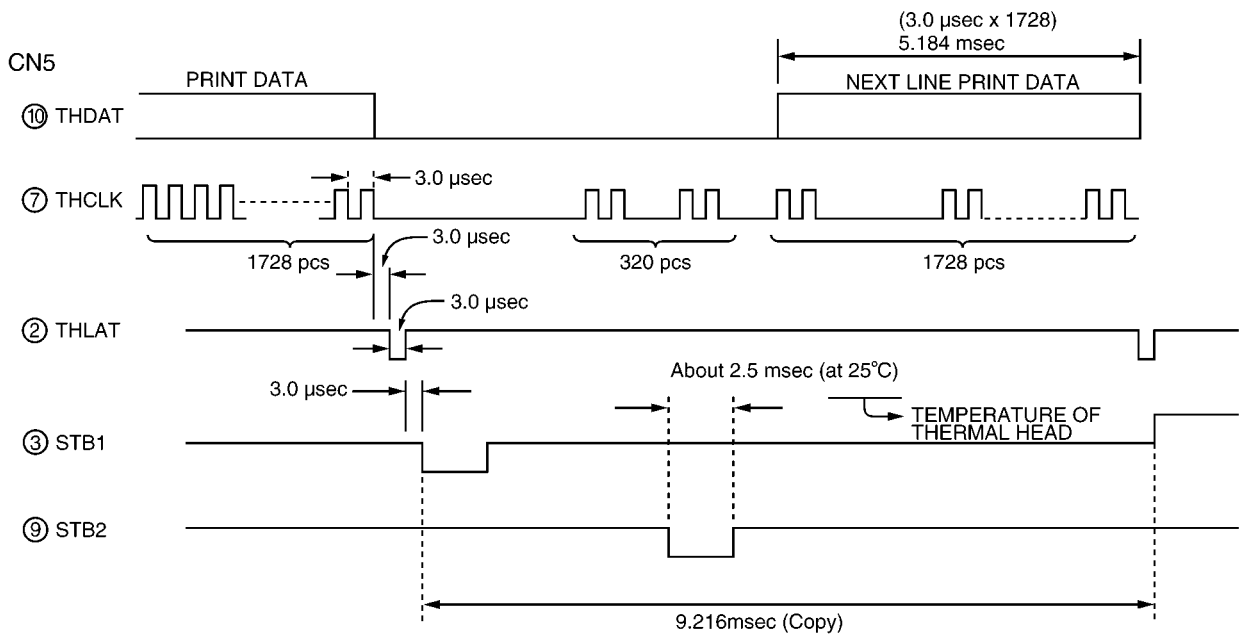 (3.0 µsec x 1728)
5.184 msec
CN5
PRINT DATA
NEXT LINE PRINT DATA
⑩ THDAT
3.0 µsec
⑦ THCLK
3.0 µsec
1728 pcs
320 pcs
1728 pcs
3.0 µsec
② THLAT
About 2.5 msec (at 25°C)
3.0 µsec
TEMPERATURE OF
THERMAL HEAD
③ STB1
⑨ STB2
9.216msec (Copy)